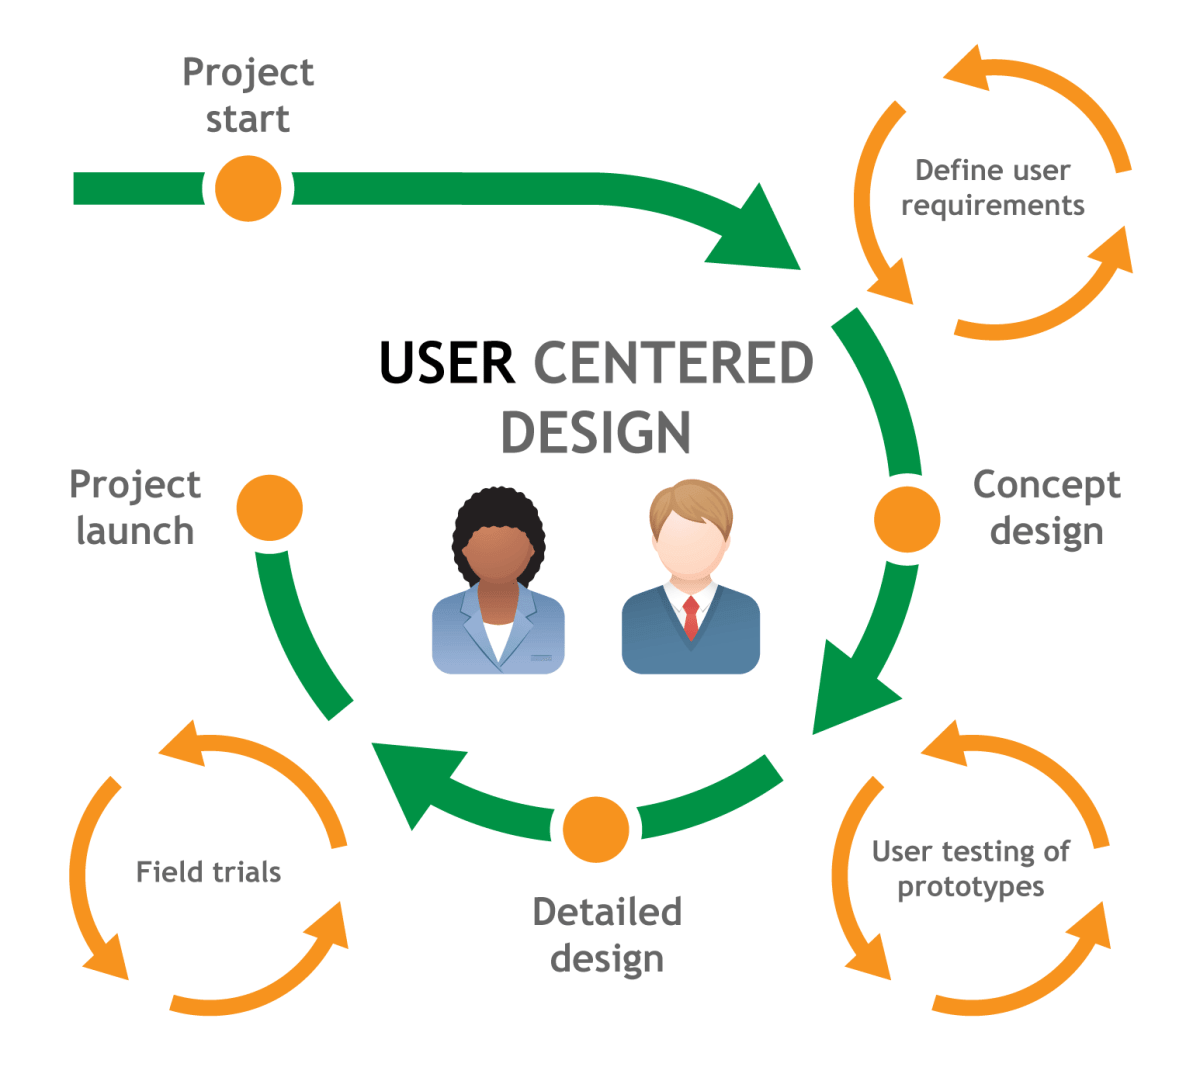 Project
start
Define user
requirements
USER CENTERED
DESIGN
Concept
design
User testing of
prototypes
Detailed
design
Field trials
Project
launch